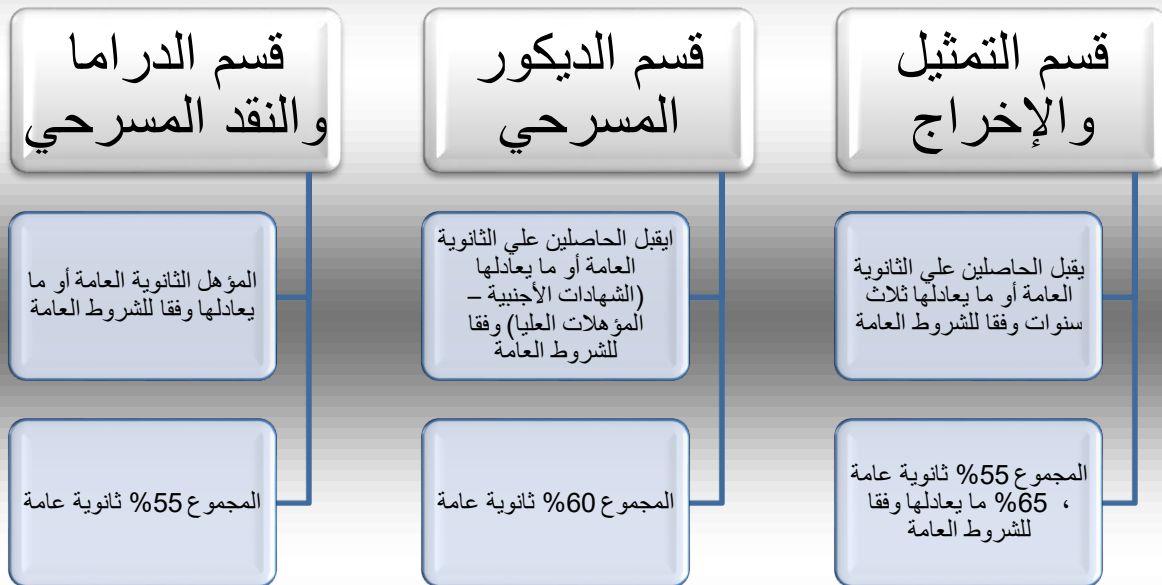 قسم التمثيل
والإخراج
يقبل الحاصلين علي الثانوية
العامة أو ما يعادلها ثلاث
سنوات وفقا للشروط العامة
المجموع 55% ثانوية عامة
، 65% ما يعادلها وفقا
للشروط العامة
قسم الديكور
المسرحي
ايقبل الحاصلين علي الثانوية
العامة أو ما يعادلها
(الشهادات الأجنبية –
المؤهلات العليا) وفقا
للشروط العامة
المجموع 60% ثانوية عامة
قسم الدراما
والنقد المسرحي
المؤهل الثانوية العامة أو ما
يعادلها وفقا للشروط العامة
المجموع 55% ثانوية عامة